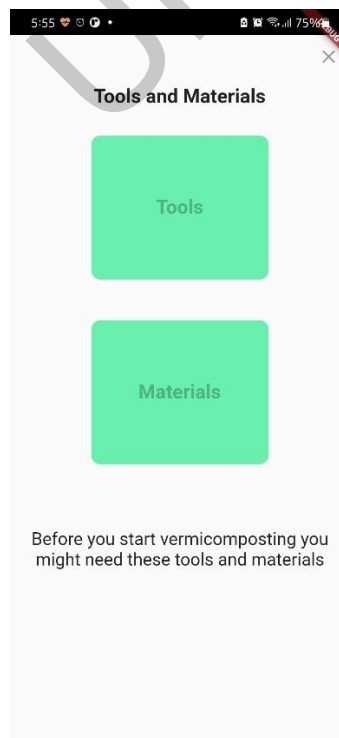 5:55
75%
Tools and Materials
Tools
Materials
Before you start vermicomposting you
might need these tools and materials